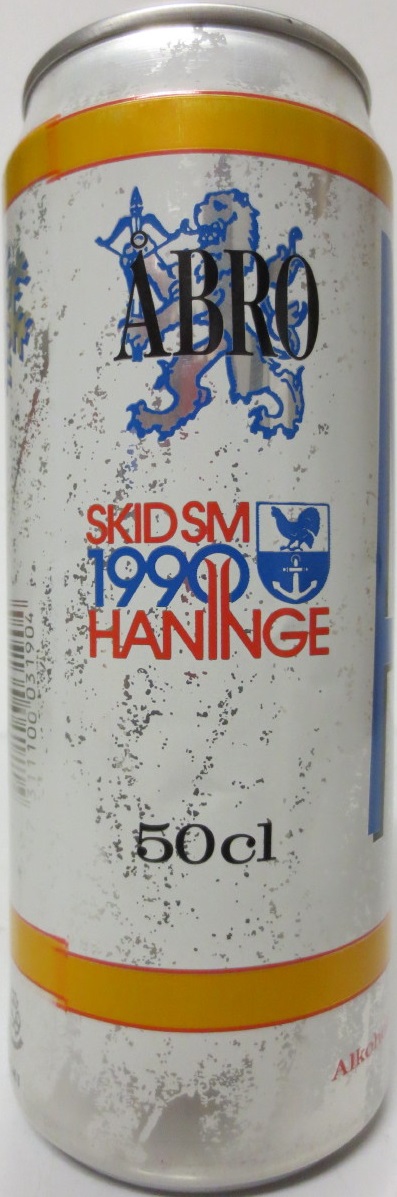 ÅBRO
SKID SM
1990
HANINGE
50cl